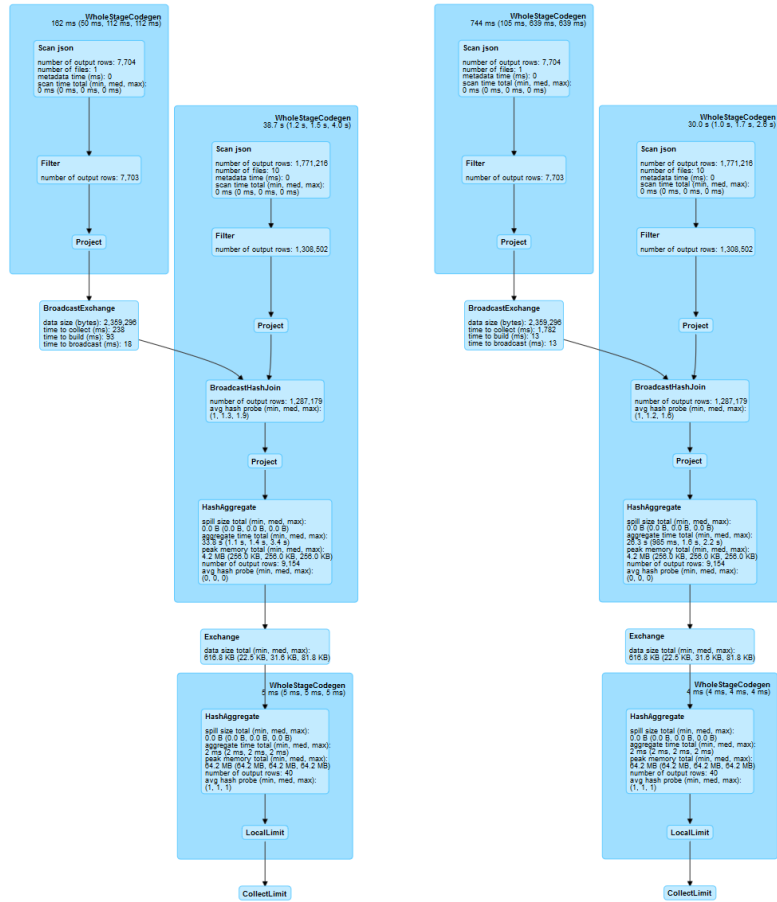 WholeStageCodegen
162 ms (50 ms, 112 ms, 112 ms)
Scan json
number of output rows: 7,704
number of files: 1
metadata time (ms): 0
scan time total (min, med, max):
0 ms (0 ms, 0 ms, 0 ms)
Filter
number of output rows: 7,703
Project
BroadcastExchange
data size (bytes): 2,359,296
time to collect (ms): 238
time to build (ms): 93
time to broadcast (ms): 18
WholeStageCodegen
38.7 s (1.2 s, 1.5 s, 4.0 s)
Scan json
number of output rows: 1,771,216
number of files: 10
metadata time (ms): 0
scan time total (min, med, max):
0 ms (0 ms, 0 ms, 0 ms)
Filter
number of output rows: 1,308,502
Project
BroadcastHashJoin
number of output rows: 1,287,179
avg hash probe (min, med, max):
(1, 1.3, 1.9)
Project
HashAggregate
spill size total (min, med, max):
0.0 B (0.0 B, 0.0 B, 0.0 B)
aggregate time total (min, med, max):
33.8 s (1.1 s, 1.4 s, 3.4 s)
peak memory total (min, med, max):
4.2 MB (256.0 KB, 256.0 KB, 256.0 KB)
number of output rows: 9,154
avg hash probe (min, med, max):
(0, 0, 0)
Exchange
data size total (min, med, max):
616.8 KB (22.5 KB, 31.6 KB, 81.8 KB)
WholeStageCodegen
5 ms (5 ms, 5 ms, 5 ms)
HashAggregate
spill size total (min, med, max):
0.0 B (0.0 B, 0.0 B, 0.0 B)
aggregate time total (min, med, max):
2 ms (2 ms, 2 ms, 2 ms)
peak memory total (min, med, max):
64.2 MB (64.2 MB, 64.2 MB, 64.2 MB)
number of output rows: 40
avg hash probe (min, med, max):
(1, 1, 1)
LocalLimit
CollectLimit
WholeStageCodegen
744 ms (105 ms, 639 ms, 639 ms)
Scan json
number of output rows: 7,704
number of files: 1
metadata time (ms): 0
scan time total (min, med, max):
0 ms (0 ms, 0 ms, 0 ms)
Filter
number of output rows: 7,703
Project
BroadcastExchange
data size (bytes): 2,359,296
time to collect (ms): 1,782
time to build (ms): 13
time to broadcast (ms): 13
WholeStageCodegen
30.0 s (1.0 s, 1.7 s, 2.6 s)
Scan json
number of output rows: 1,771,216
number of files: 10
metadata time (ms): 0
scan time total (min, med, max):
0 ms (0 ms, 0 ms, 0 ms)
Filter
number of output rows: 1,308,502
Project
BroadcastHashJoin
number of output rows: 1,287,179
avg hash probe (min, med, max):
(1, 1.2, 1.6)
Project
HashAggregate
spill size total (min, med, max):
0.0 B (0.0 B, 0.0 B, 0.0 B)
aggregate time total (min, med, max):
26.3 s (985 ms, 1.6 s, 2.2 s)
peak memory total (min, med, max):
4.2 MB (256.0 KB, 256.0 KB, 256.0 KB)
number of output rows: 9,154
avg hash probe (min, med, max):
(0, 0, 0)
Exchange
data size total (min, med, max):
616.8 KB (22.5 KB, 31.6 KB, 81.8 KB)
WholeStageCodegen
4 ms (4 ms, 4 ms, 4 ms)
HashAggregate
spill size total (min, med, max):
0.0 B (0.0 B, 0.0 B, 0.0 B)
aggregate time total (min, med, max):
2 ms (2 ms, 2 ms, 2 ms)
peak memory total (min, med, max):
64.2 MB (64.2 MB, 64.2 MB, 64.2 MB)
number of output rows: 40
avg hash probe (min, med, max):
(1, 1, 1)
LocalLimit
CollectLimit